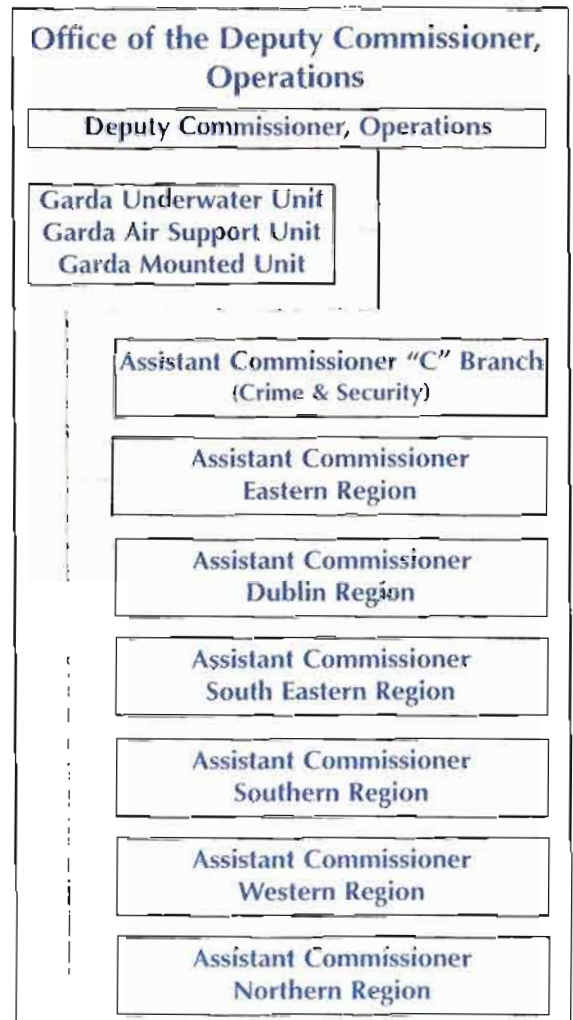 Office of the Deputy Commissioner,
Operations
Deputy Commissioner, Operations
Garda Underwater Unit
Garda Air Support Unit
Garda Mounted Unit
Assistant Commissioner "C" Branch
(Crime & Security)
Assistant Commissioner
Eastern Region
Assistant Commissioner
Dublin Region
Assistant Commissioner
South Eastern Region
Assistant Commissioner
Southern Region
Assistant Commissioner
Western Region
Assistant Commissioner
Northern Region